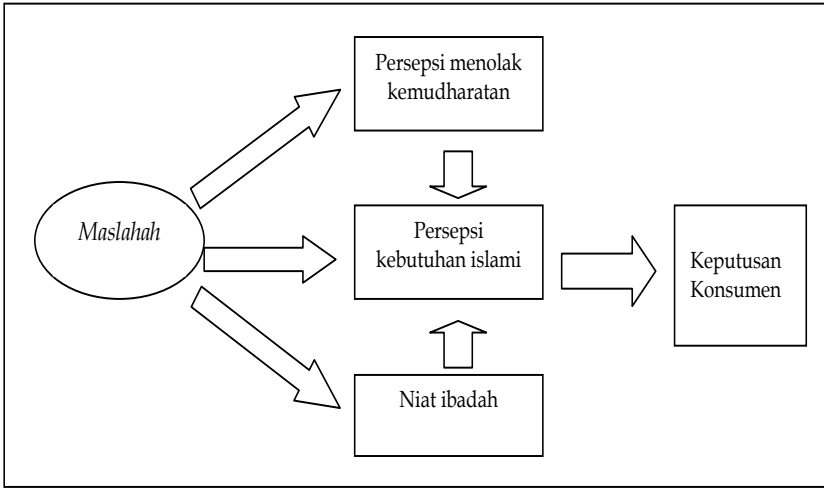 Persepsi menolak
kemudharatan
Maslahah
Persepsi
kebutuhan islami
Keputusan
Konsumen
Niat ibadah